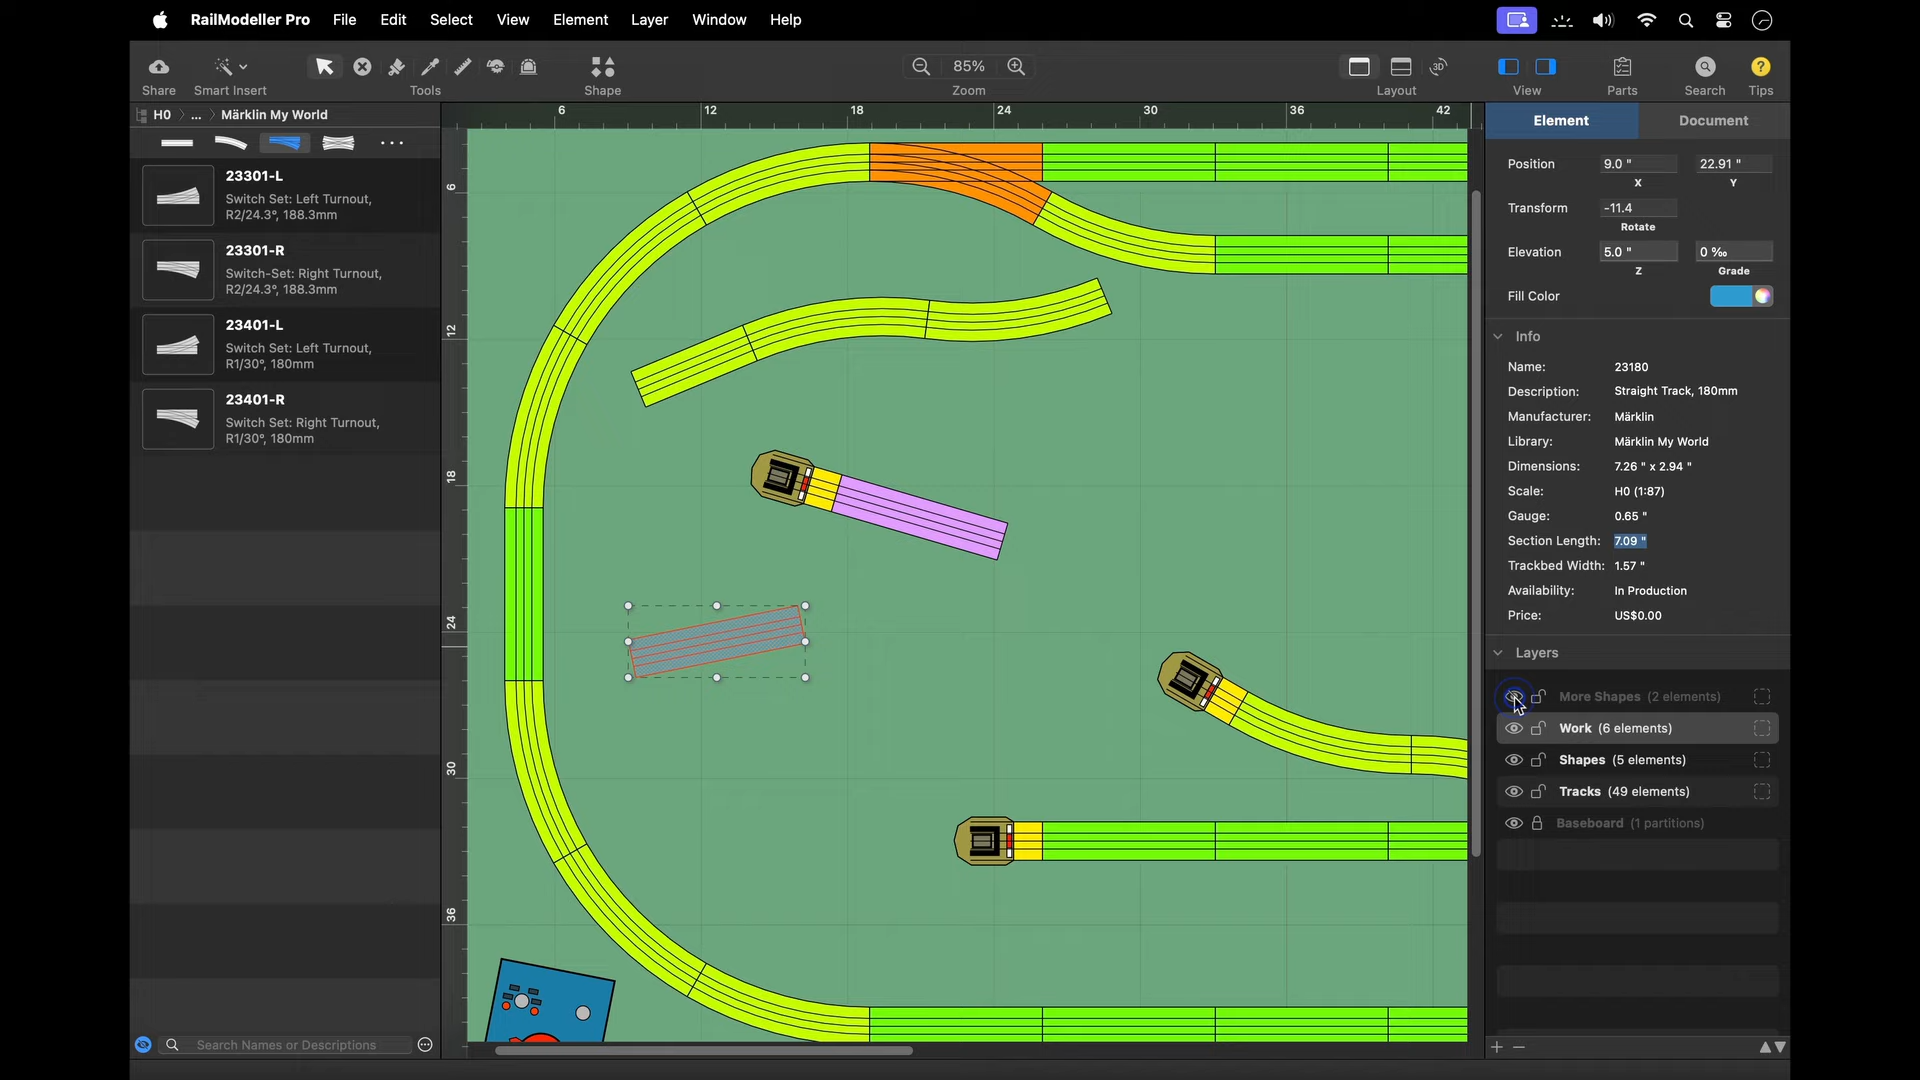 RailModeller Pro File Edit Select View Element Layer Window Help
Share Smart Insert Tools Shape 85% Zoom 3D Layout View Parts Search Tips
H0 ... Märklin My World
23301-L
Switch Set: Left Turnout,
R2/24.3°, 188.3mm
23301-R
Switch-Set: Right Turnout,
R2/24.3°, 188.3mm
23401-L
Switch Set: Left Turnout,
R1/30°, 180mm
23401-R
Switch Set: Right Turnout,
R1/30°, 180mm
Search Names or Descriptions
6 12 18 24 30 36 42
6
12
18
24
30
36
Element Document
Position 9.0 " 22.91 "
X Y
Transform -11.4
Rotate
Elevation 5.0 " 0 ‰
Z Grade
Fill Color
Info
Name: 23180
Description: Straight Track, 180mm
Manufacturer: Märklin
Library: Märklin My World
Dimensions: 7.26 " x 2.94 "
Scale: H0 (1:87)
Gauge: 0.65 "
Section Length: 7.09 "
Trackbed Width: 1.57 "
Availability: In Production
Price: US$0.00
Layers
More Shapes (2 elements)
Work (6 elements)
Shapes (5 elements)
Tracks (49 elements)
Baseboard (1 partitions)